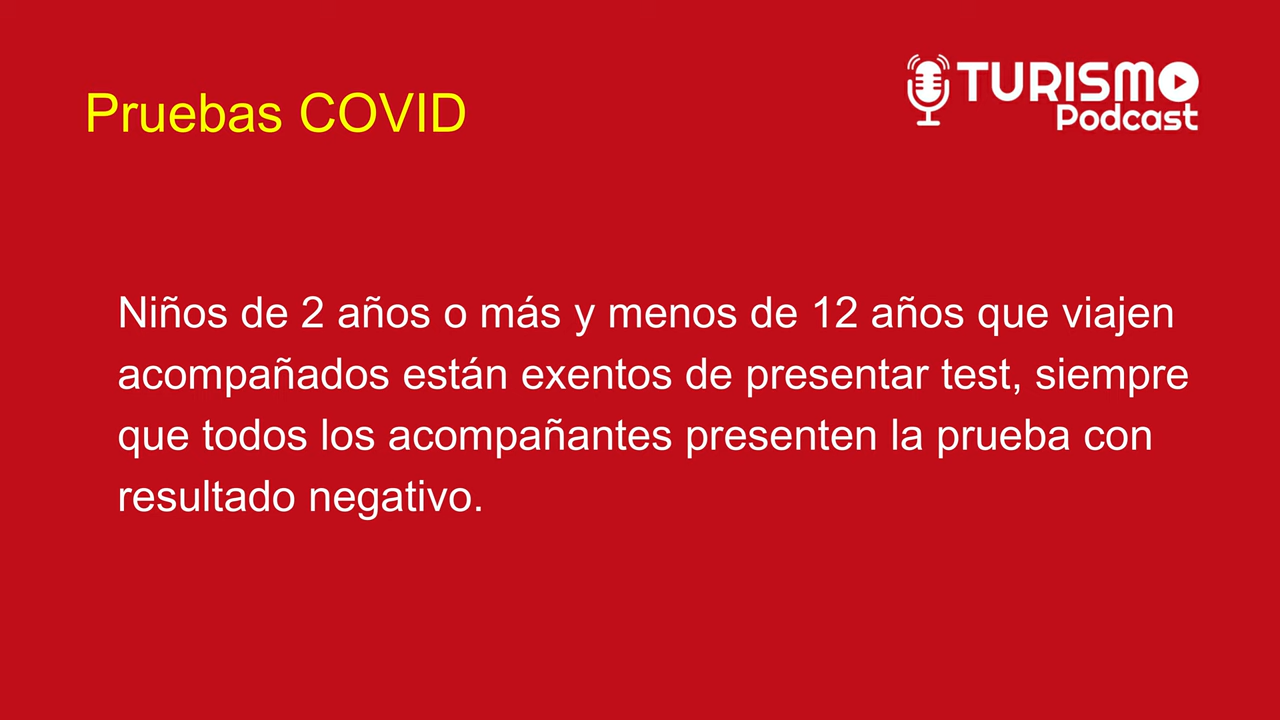 Pruebas COVID
TURISMO
Podcast
Niños de 2 años o más y menos de 12 años que viajen
acompañados están exentos de presentar test, siempre
que todos los acompañantes presenten la prueba con
resultado negativo.